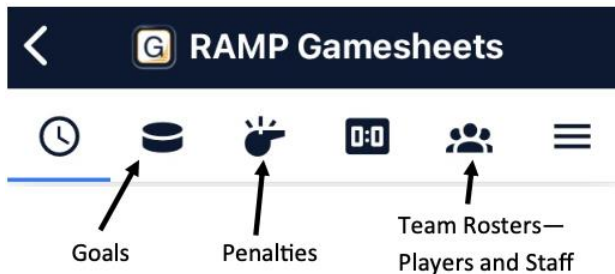 G RAMP Gamesheets
0:0
Goals
Penalties
Team Rosters—
Players and Staff